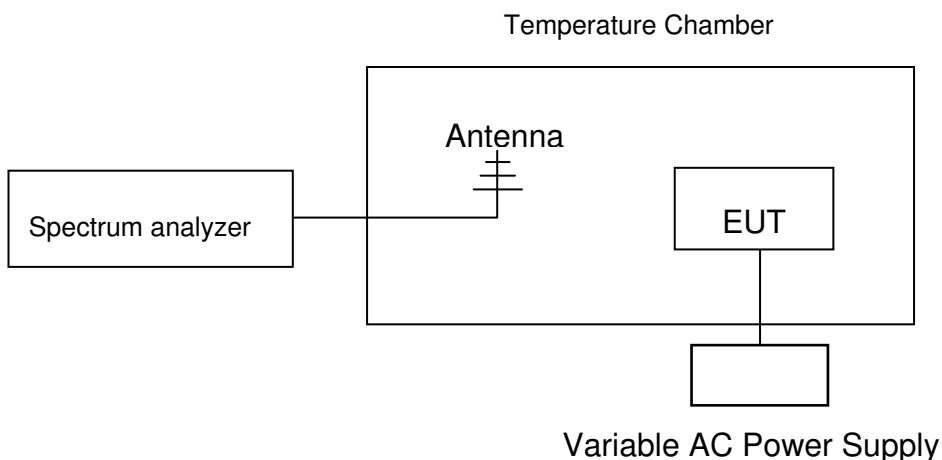 Temperature Chamber
Antenna
Spectrum analyzer
EUT
Variable AC Power Supply